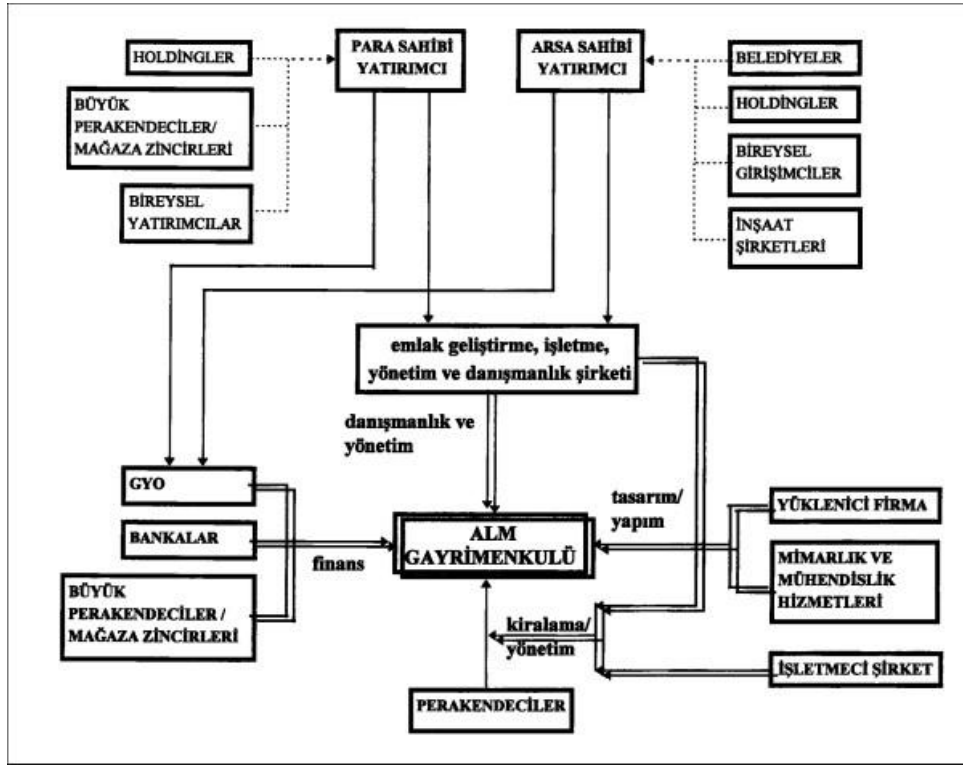 PARA SAHİBİ
YATIRIMCI
ARSA SAHİBİ
YATIRIMCI
HOLDİNGLER
BÜYÜK
PERAKENDECİLER/
MAĞAZA ZİNCİRLERİ
BİREYSEL
YATIRIMCILAR
BELEDİYELER
HOLDİNGLER
BİREYSEL
GİRİŞİMCİLER
İNŞAAT
ŞİRKETLERİ
emlak geliştirme, işletme,
yönetim ve danışmanlık şirketi
danışmanlık ve
yönetim
GYO
BANKALAR
BÜYÜK
PERAKENDECİLER /
MAĞAZA ZİNCİRLERİ
finans
ALM
GAYRİMENKULÜ
tasarım/
yapım
YÜKLENİCİ FİRMA
MİMARLIK VE
MÜHENDİSLİK
HİZMETLERİ
kiralama/
yönetim
İŞLETMECİ ŞİRKET
PERAKENDECİLER